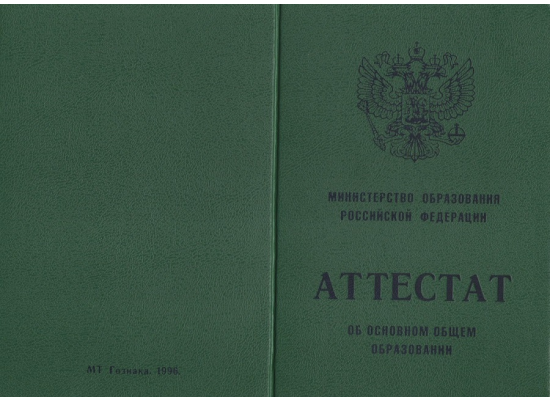 МТ Гознака. 1996.
МИНИСТЕРСТВО ОБРАЗОВАНИЯ
РОССИЙСКОЙ ФЕДЕРАЦИИ
АТТЕСТАТ
ОБ ОСНОВНОМ ОБЩЕМ
ОБРАЗОВАНИИ